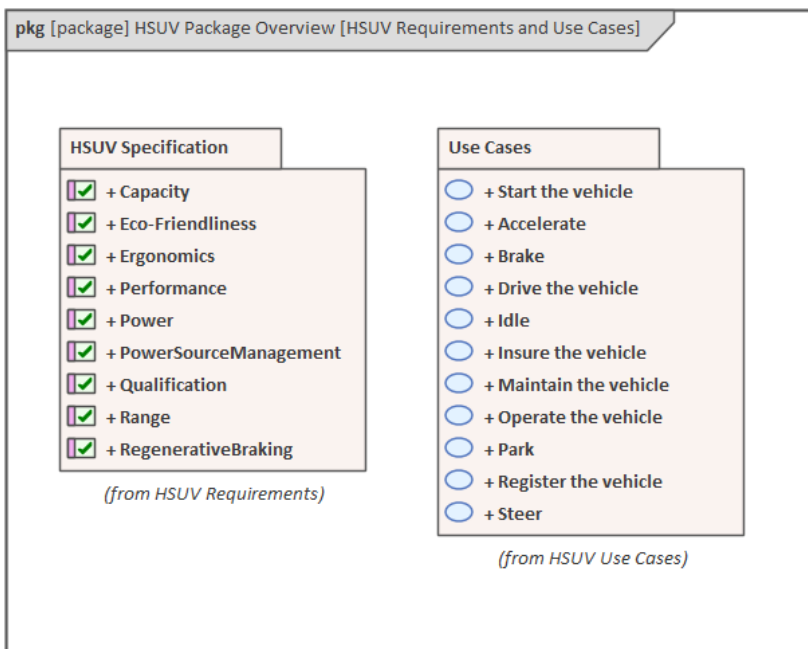 pkg [package] HSUV Package Overview [HSUV Requirements and Use Cases]
HSUV Specification
+ Capacity
+ Eco-Friendliness
+ Ergonomics
+ Performance
+ Power
+ PowerSourceManagement
+ Qualification
+ Range
+ RegenerativeBraking
(from HSUV Requirements)
Use Cases
+ Start the vehicle
+ Accelerate
+ Brake
+ Drive the vehicle
+ Idle
+ Insure the vehicle
+ Maintain the vehicle
+ Operate the vehicle
+ Park
+ Register the vehicle
+ Steer
(from HSUV Use Cases)